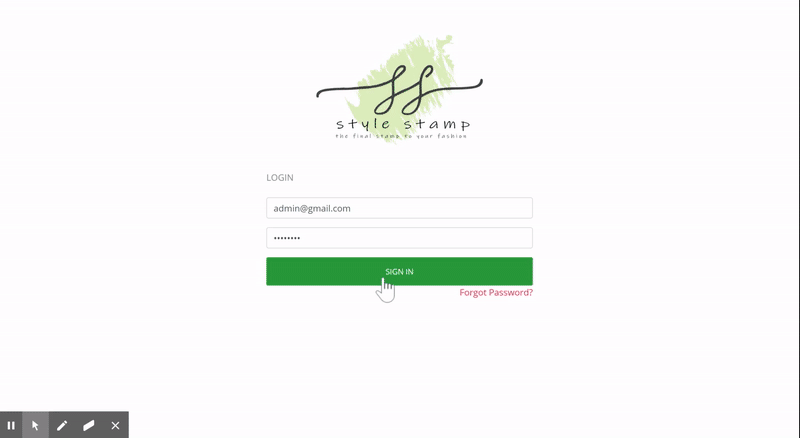 ss
style stamp
the final stamp to your fashion
LOGIN
admin@gmail.com
••••••••
SIGN IN
Forgot Password?